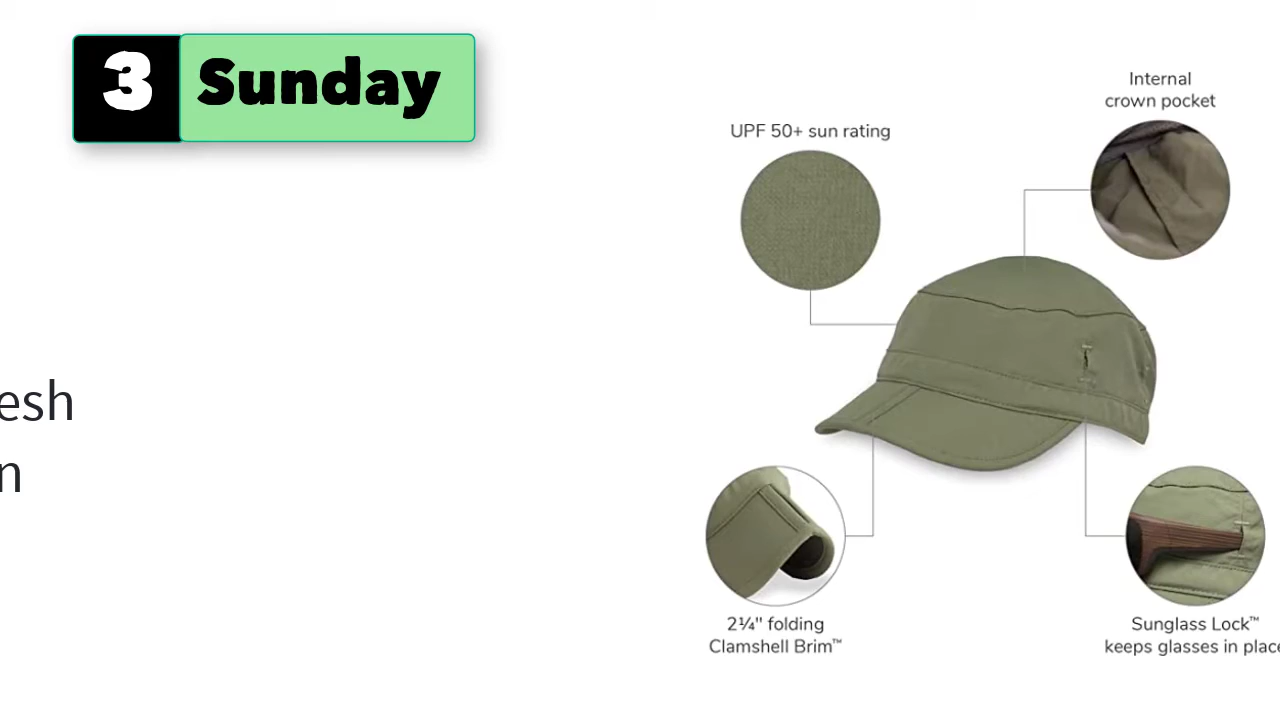 3 Sunday
Internal
crown pocket
UPF 50+ sun rating
esh
n
2¼" folding
Clamshell Brim™
Sunglass Lock™
keeps glasses in place